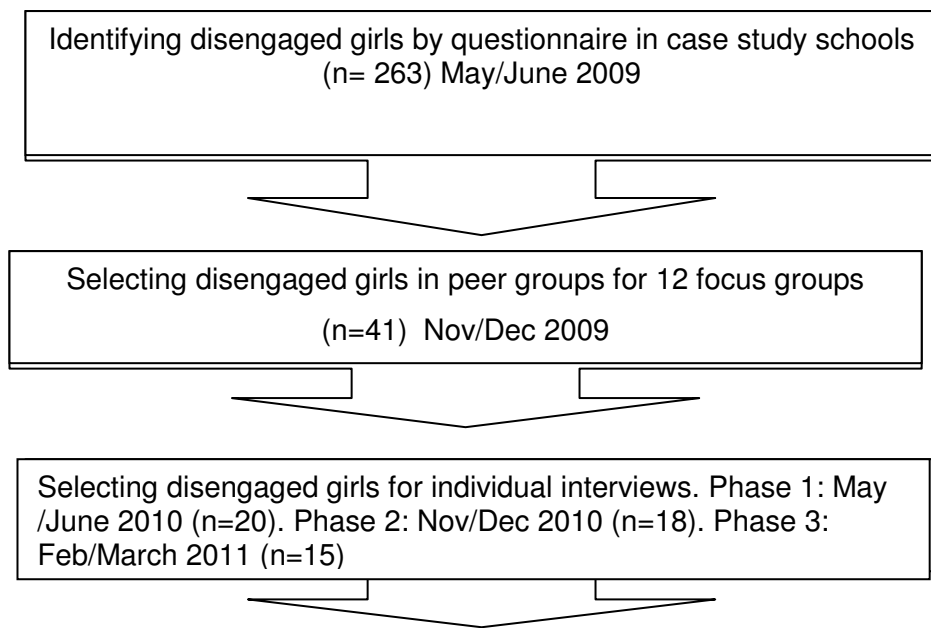 Identifying disengaged girls by questionnaire in case study schools
(n= 263) May/June 2009
Selecting disengaged girls in peer groups for 12 focus groups
(n=41)  Nov/Dec 2009
Selecting disengaged girls for individual interviews. Phase 1: May
/June 2010 (n=20). Phase 2: Nov/Dec 2010 (n=18). Phase 3:
Feb/March 2011 (n=15)